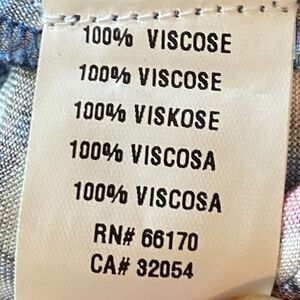 100% VISCOSE
100% VISCOSE
100% VISKOSE
100% VISCOSA
100% VISCOSA
RN# 66170
CA# 32054